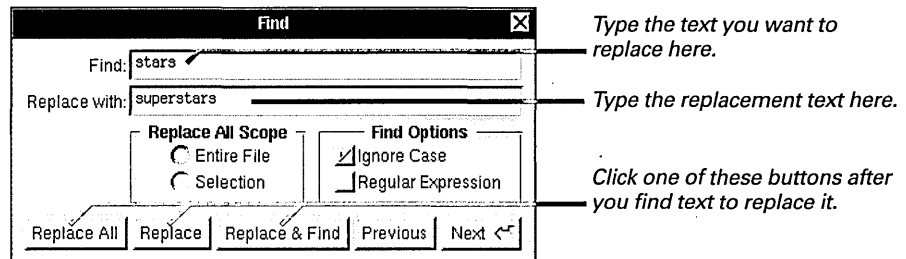 Find
Find: stars
Replace with: superstars
Replace All Scope
Entire File
Selection
Find Options
Ignore Case
Regular Expression
Replace All Replace Replace & Find Previous Next
Type the text you want to
replace here.
Type the replacement text here.
Click one of these buttons after
you find text to replace it.